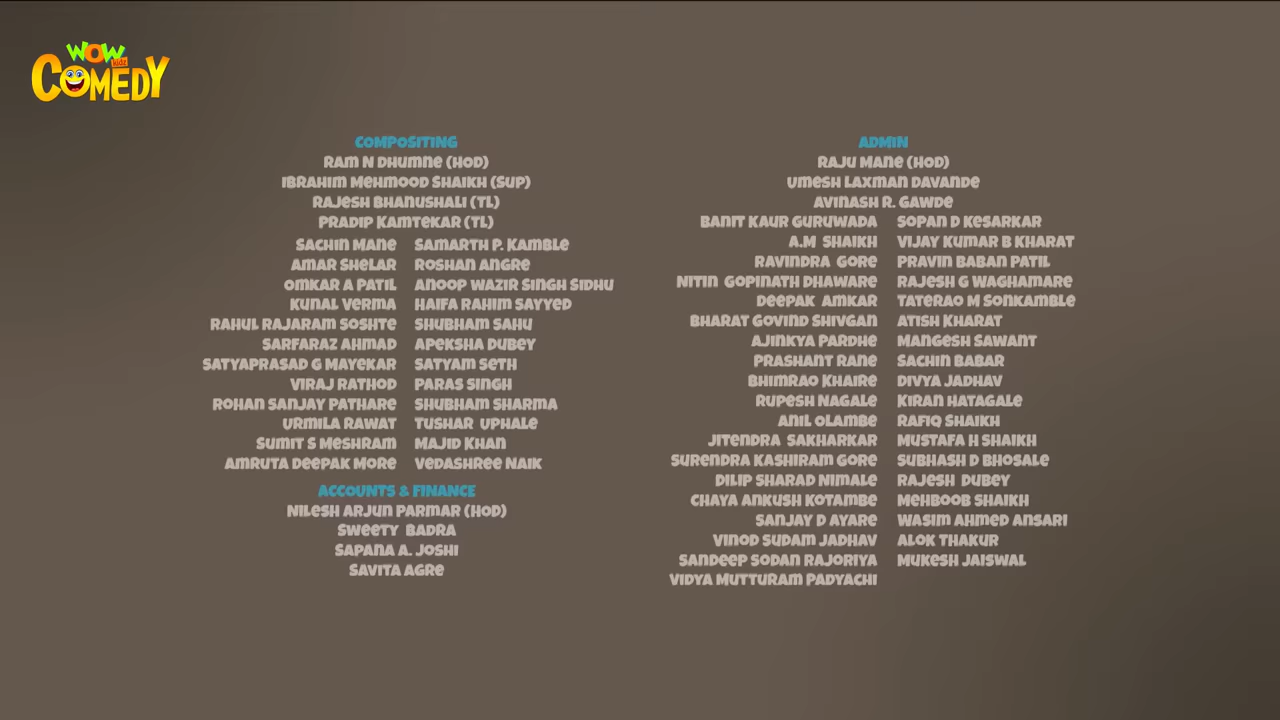 WOW
kidz
COMEDY
COMPOSITING
RAM N DHUMNE (HOD)
IBRAHIM MEHMOOD SHAIKH (SUP)
RAJESH BHANUSHALI (TL)
PRADIP KAMTEKAR (TL)
SACHIN MANE SAMARTH P. KAMBLE
AMAR SHELAR ROSHAN ANGRE
OMKAR A PATIL ANOOP WAZIR SINGH SIDHU
KUNAL VERMA HAIFA RAHIM SAYYED
RAHUL RAJARAM SOSHTE SHUBHAM SAHU
SARFARAZ AHMAD APEKSHA DUBEY
SATYAPRASAD G MAYEKAR SATYAM SETH
VIRAJ RATHOD PARAS SINGH
ROHAN SANJAY PATHARE SHUBHAM SHARMA
URMILA RAWAT TUSHAR UPHALE
SUMIT S MESHRAM MAJID KHAN
AMRUTA DEEPAK MORE VEDASHREE NAIK
ACCOUNTS & FINANCE
NILESH ARJUN PARMAR (HOD)
SWEETY BADRA
SAPANA A. JOSHI
SAVITA AGRE
ADMIN
RAJU MANE (HOD)
UMESH LAXMAN DAVANDE
AVINASH R. GAWDE
BANIT KAUR GURUWADA SOPAN D KESARKAR
A.M SHAIKH VIJAY KUMAR B KHARAT
RAVINDRA GORE PRAVIN BABAN PATIL
NITIN GOPINATH DHAWARE RAJESH G WAGHAMARE
DEEPAK AMKAR TATERAO M SONKAMBLE
BHARAT GOVIND SHIVGAN ATISH KHARAT
AJINKYA PARDHE MANGESH SAWANT
PRASHANT RANE SACHIN BABAR
BHIMRAO KHAIRE DIVYA JADHAV
RUPESH NAGALE KIRAN HATAGALE
ANIL OLAMBE RAFIQ SHAIKH
JITENDRA SAKHARKAR MUSTAFA H SHAIKH
SURENDRA KASHIRAM GORE SUBHASH D BHOSALE
DILIP SHARAD NIMALE RAJESH DUBEY
CHAYA ANKUSH KOTAMBE MEHBOOB SHAIKH
SANJAY D AYARE WASIM AHMED ANSARI
VINOD SUDAM JADHAV ALOK THAKUR
SANDEEP SODAN RAJORIYA MUKESH JAISWAL
VIDYA MUTTURAM PADYACHI